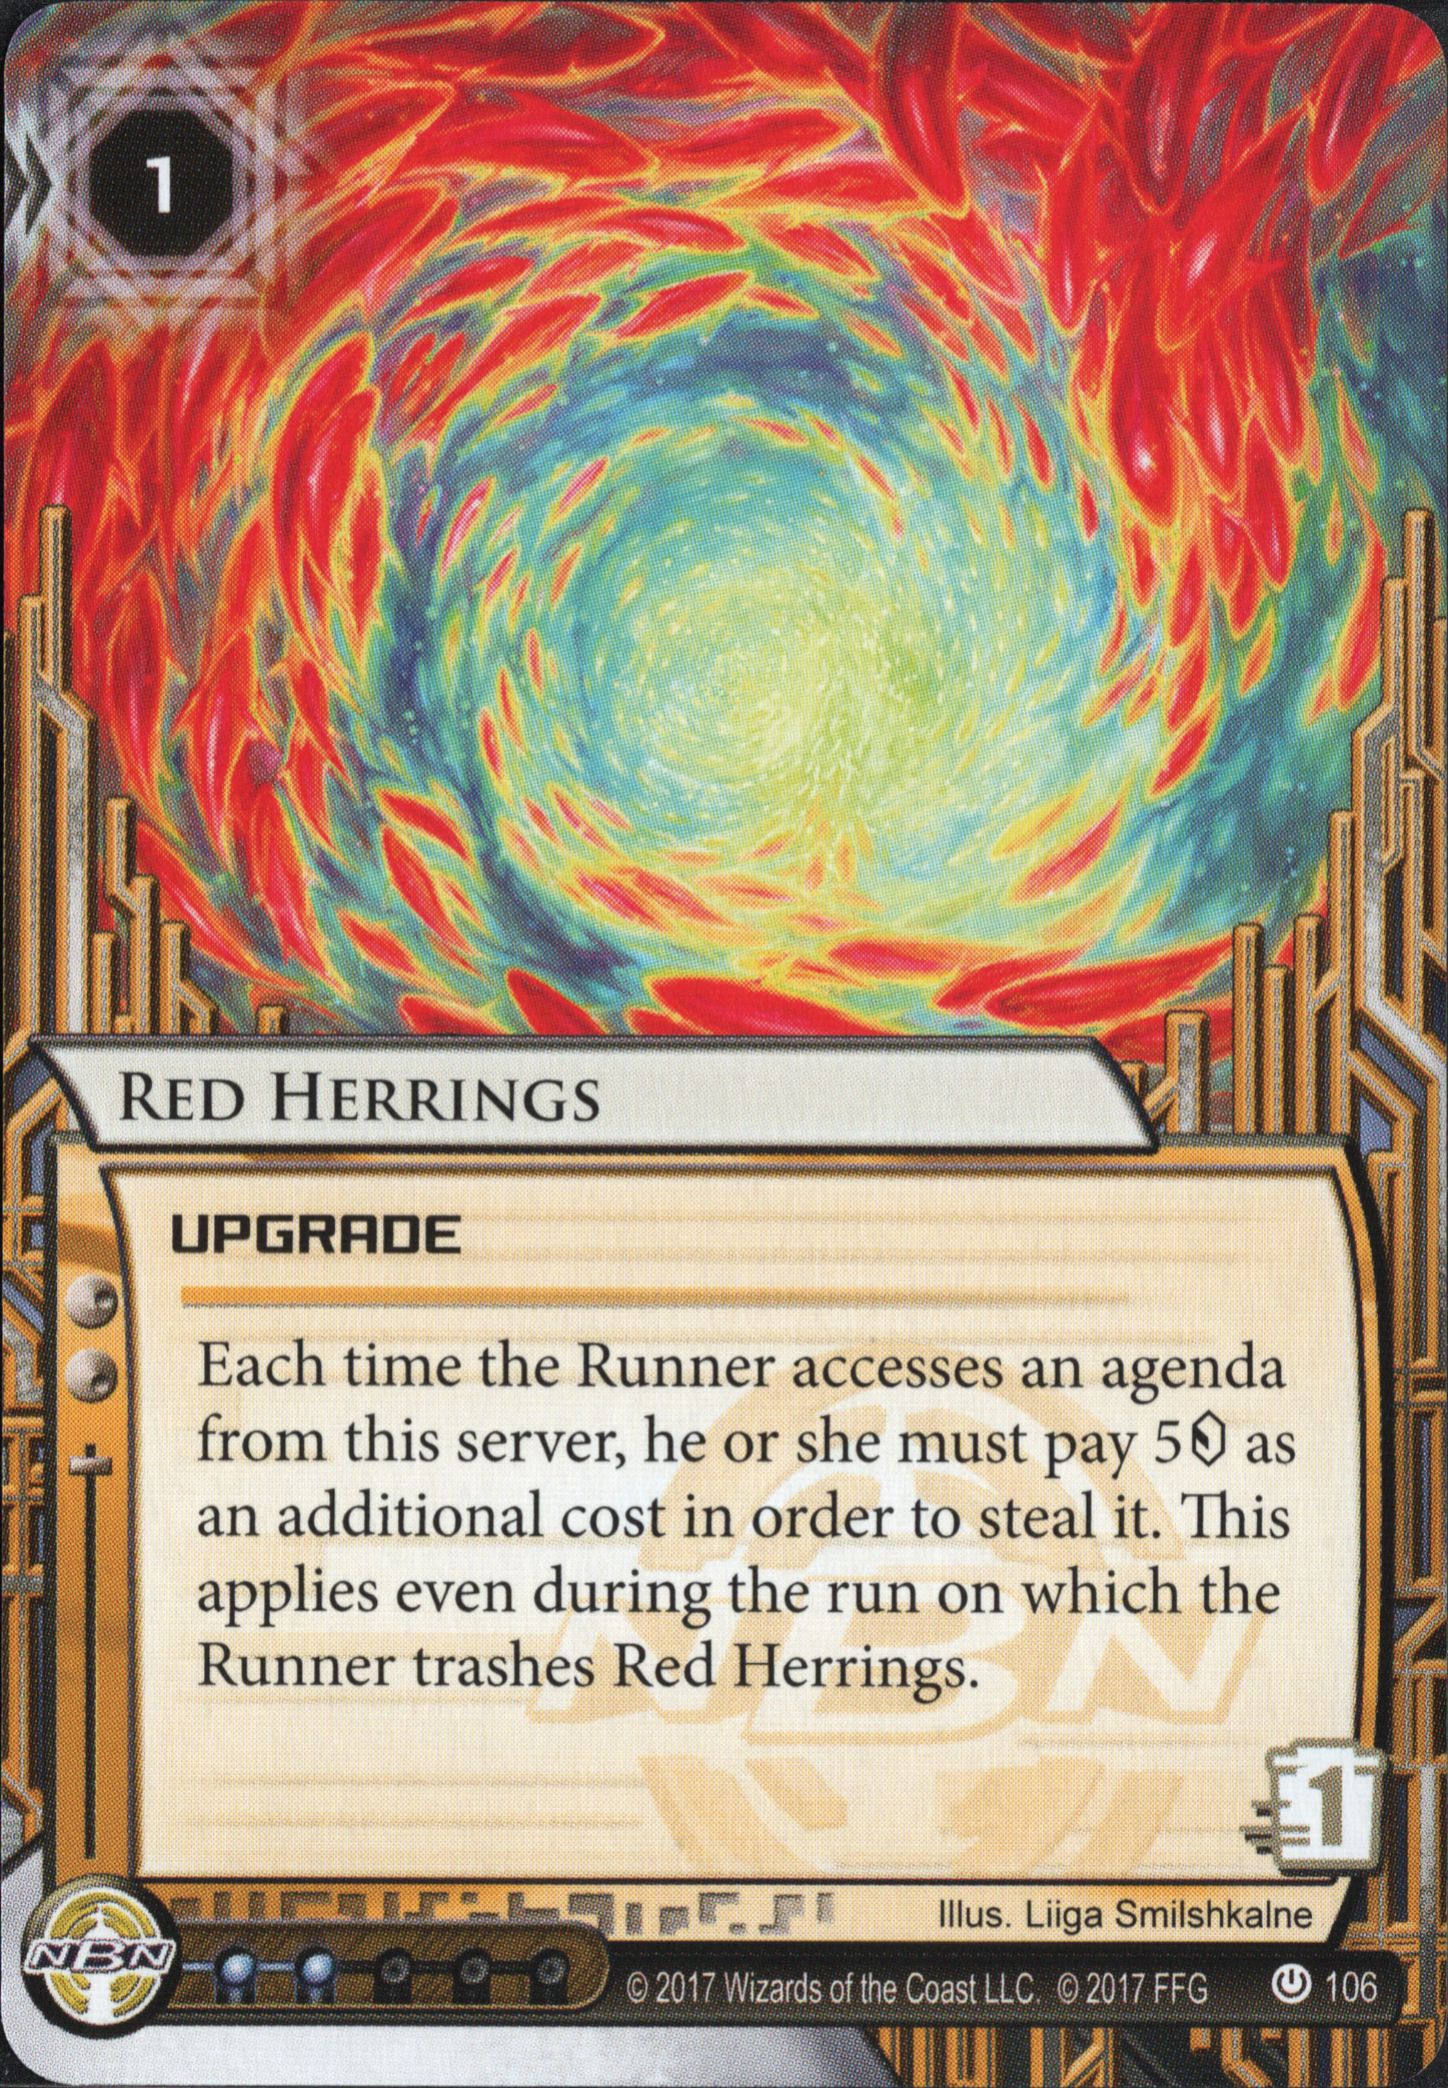 1
RED HERRINGS
UPGRADE
Each time the Runner accesses an agenda
from this server, he or she must pay 5 as
an additional cost in order to steal it. This
applies even during the run on which the
Runner trashes Red Herrings.
1
Illus. Liiga Smilshkalne
NBN
© 2017 Wizards of the Coast LLC. © 2017 FFG
106